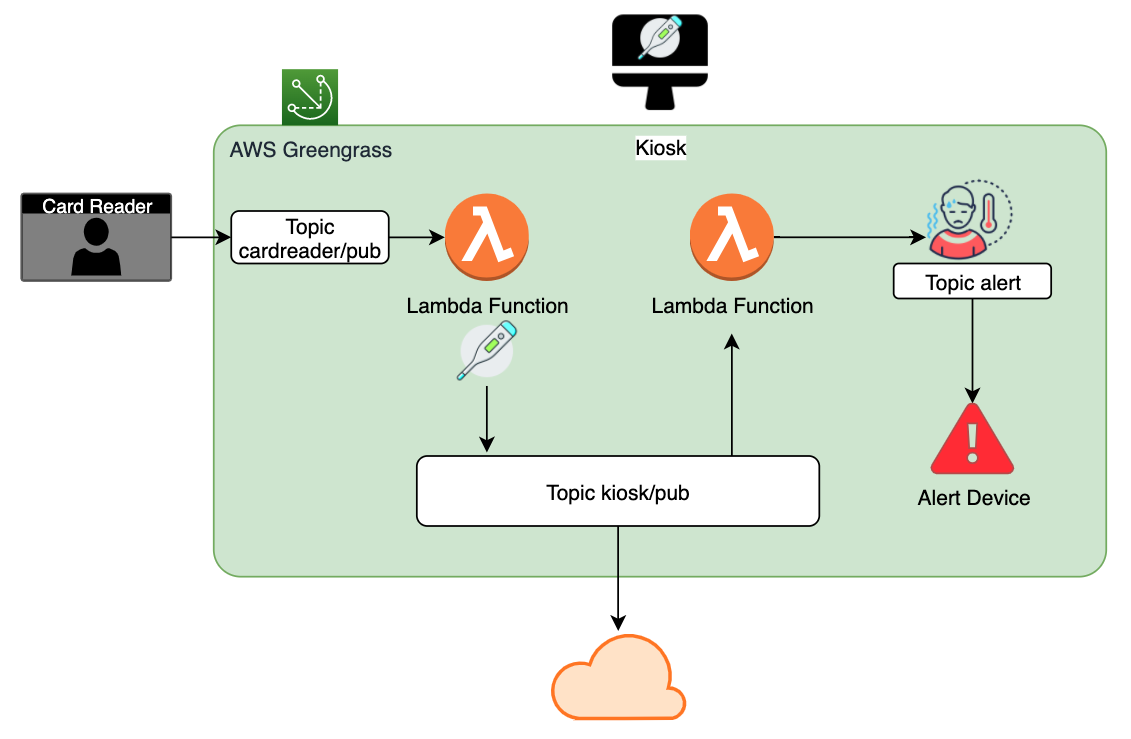 Kiosk
AWS Greengrass
Card Reader
Topic
cardreader/pub
Lambda Function
Lambda Function
Topic alert
Topic kiosk/pub
Alert Device